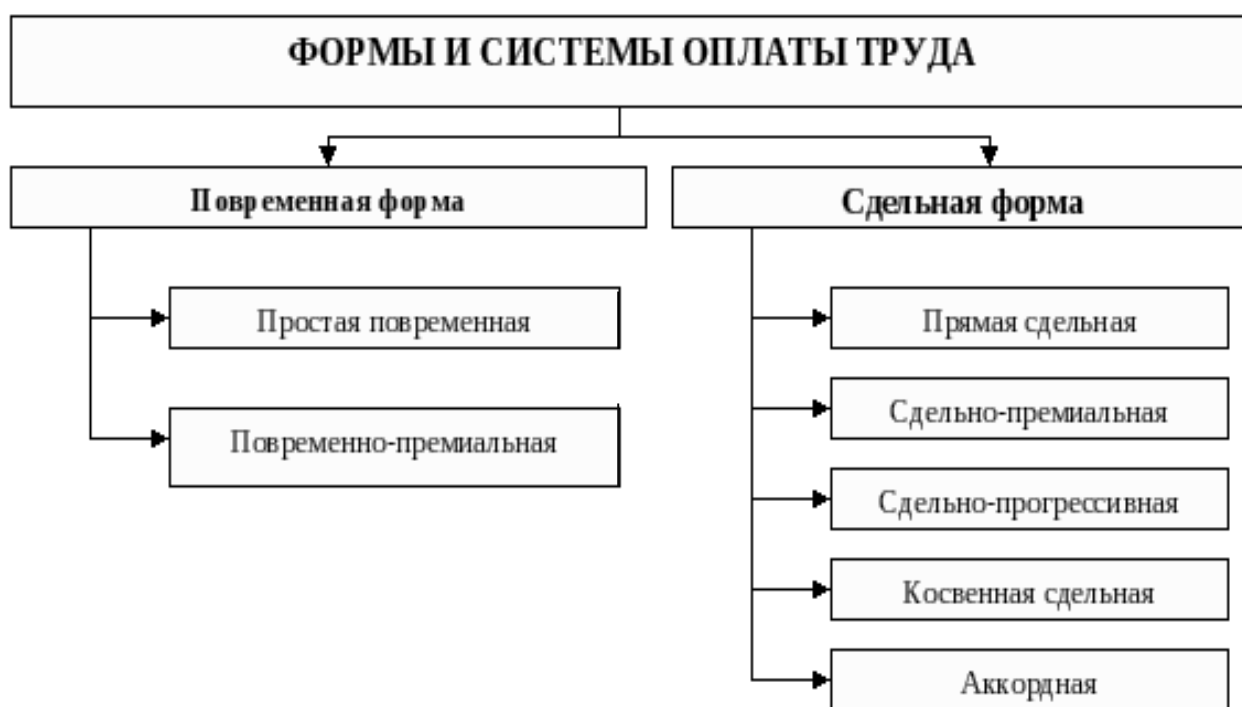 ФОРМЫ И СИСТЕМЫ ОПЛАТЫ ТРУДА
Повременная форма
Простая повременная
Повременно-премиальная
Сдельная форма
Прямая сдельная
Сдельно-премиальная
Сдельно-прогрессивная
Косвенная сдельная
Аккордная